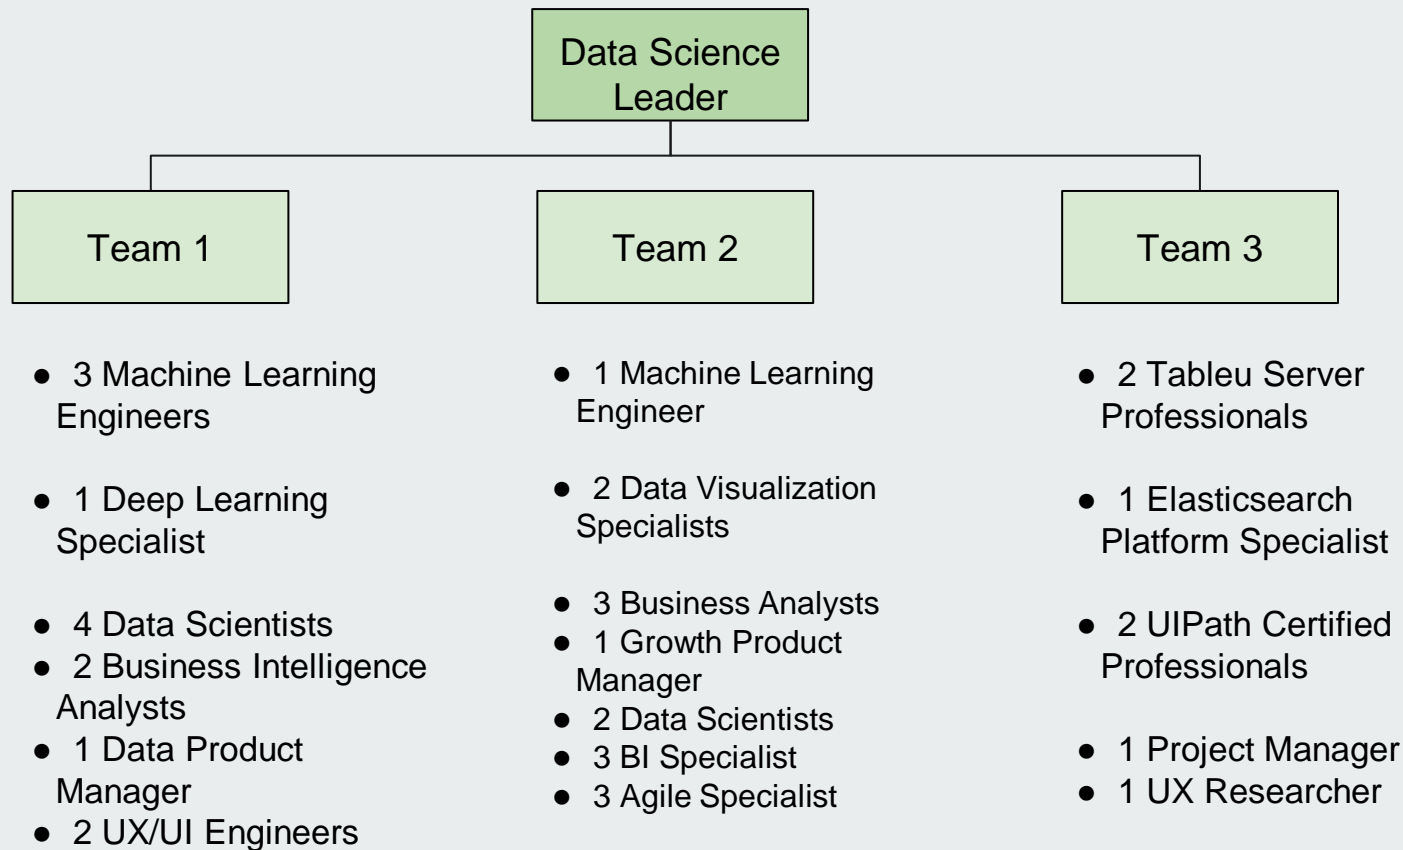 Data Science
Leader
Team 1
Team 2
Team 3
● 3 Machine Learning
Engineers
● 1 Deep Learning
Specialist
● 4 Data Scientists
● 2 Business Intelligence
Analysts
● 1 Data Product
Manager
● 2 UX/UI Engineers
● 1 Machine Learning
Engineer
● 2 Data Visualization
Specialists
● 3 Business Analysts
● 1 Growth Product
Manager
● 2 Data Scientists
● 3 BI Specialist
● 3 Agile Specialist
● 2 Tableu Server
Professionals
● 1 Elasticsearch
Platform Specialist
● 2 UIPath Certified
Professionals
● 1 Project Manager
● 1 UX Researcher